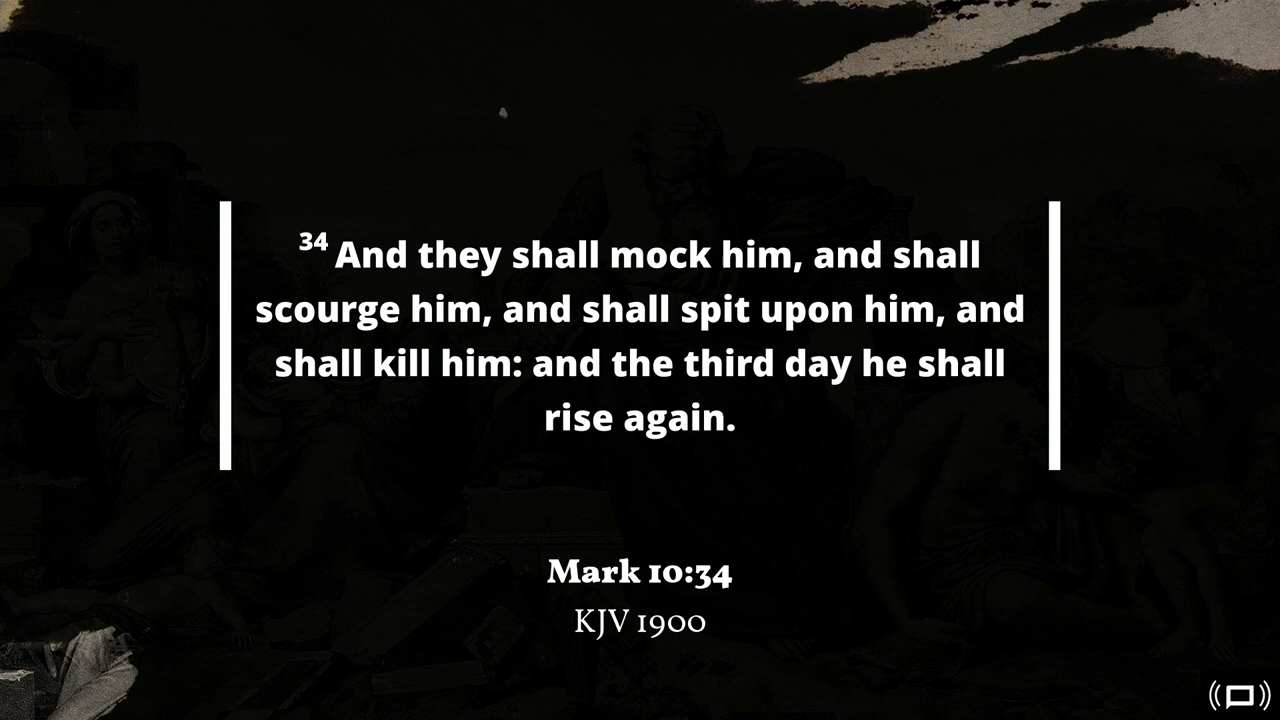 34 And they shall mock him, and shall
scourge him, and shall spit upon him, and
shall kill him: and the third day he shall
rise again.
Mark 10:34
KJV 1900